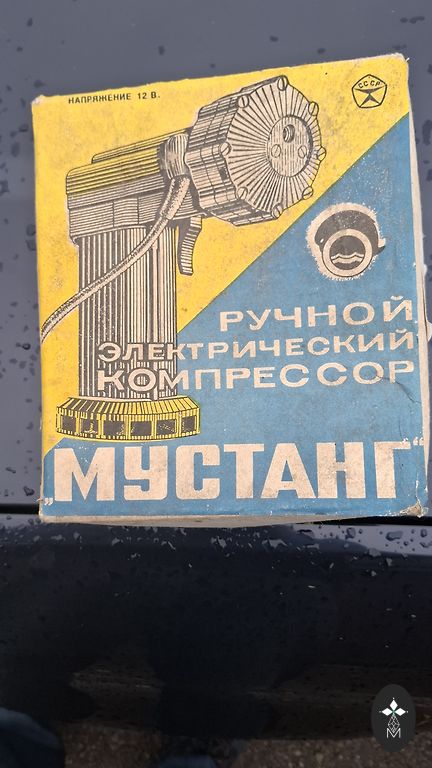 НАПРЯЖЕНИЕ 12 В.
СССР
РУЧНОЙ
ЭЛЕКТРИЧЕСКИЙ
КОМПРЕССОР
„МУСТАНГ“
М